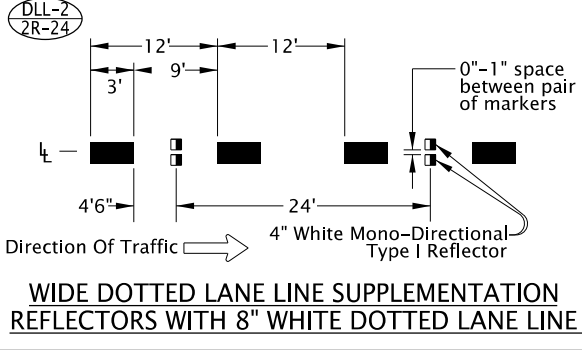 DLL-2
2R-24
12'
12'
3'
9'
0"-1" space
between pair
of markers
LL
4'6"
24'
4" White Mono-Directional
Type I Reflector
Direction Of Traffic
WIDE DOTTED LANE LINE SUPPLEMENTATION
REFLECTORS WITH 8" WHITE DOTTED LANE LINE